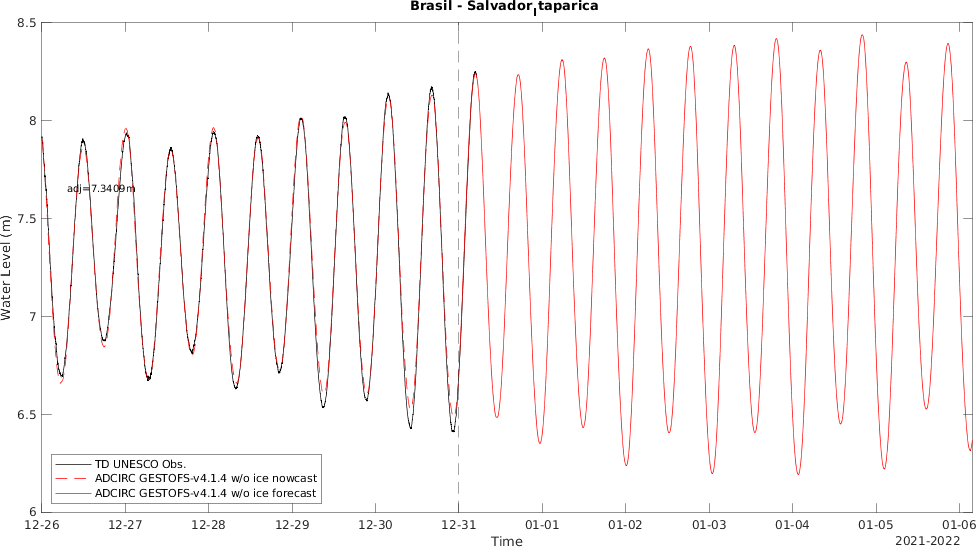 Brasil - Salvador_Itaparica
8.5
8
7.5
7
6.5
6
Water Level (m)
adj=7.3409m
TD UNESCO Obs.
ADCIRC GESTOFS-v4.1.4 w/o ice nowcast
ADCIRC GESTOFS-v4.1.4 w/o ice forecast
12-26 12-27 12-28 12-29 12-30 12-31 01-01 01-02 01-03 01-04 01-05 01-06
Time
2021-2022